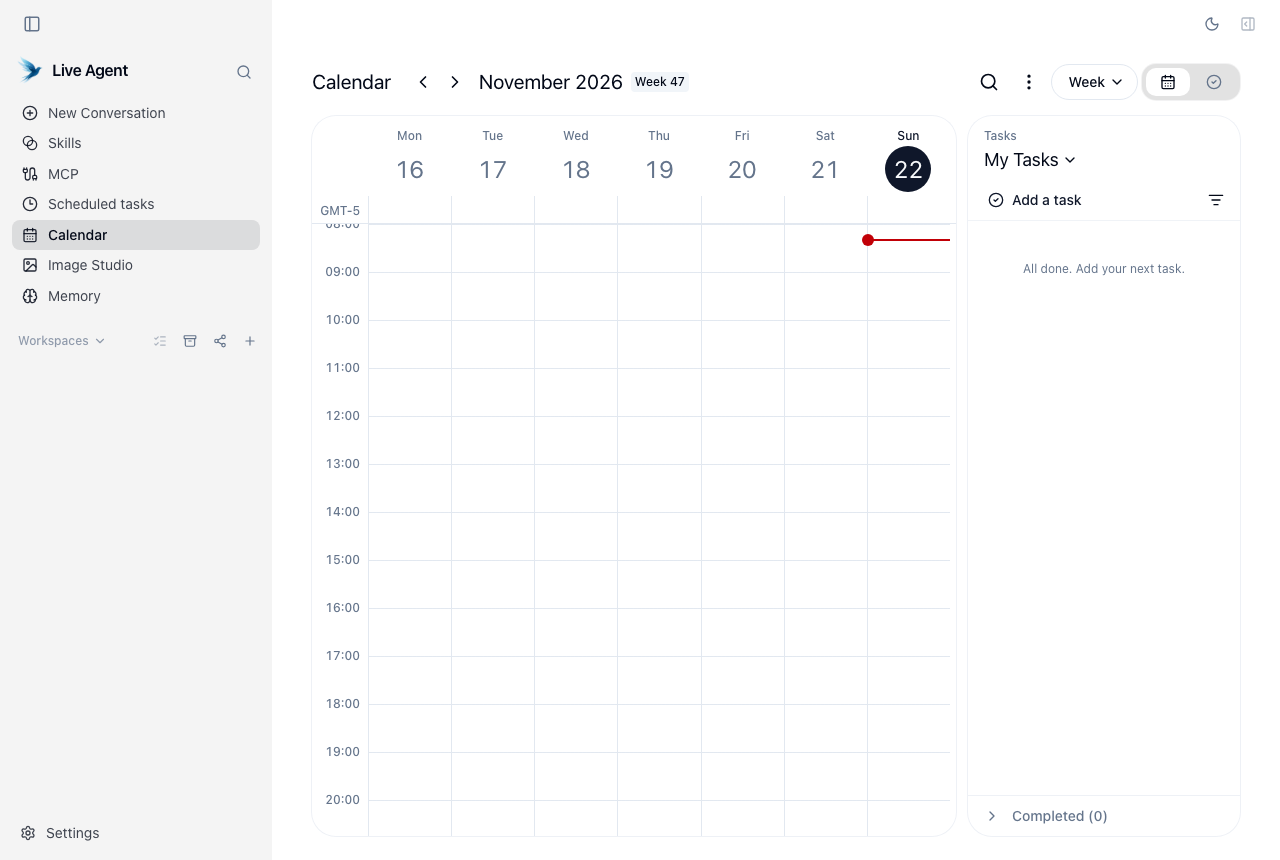 Live Agent
New Conversation
Skills
MCP
Scheduled tasks
Calendar
Image Studio
Memory
Workspaces
Settings
Calendar
November 2026
Week 47
Week
Mon Tue Wed Thu Fri Sat Sun
16 17 18 19 20 21 22
GMT-5
08:00
09:00
10:00
11:00
12:00
13:00
14:00
15:00
16:00
17:00
18:00
19:00
20:00
Tasks
My Tasks
Add a task
All done. Add your next task.
Completed (0)